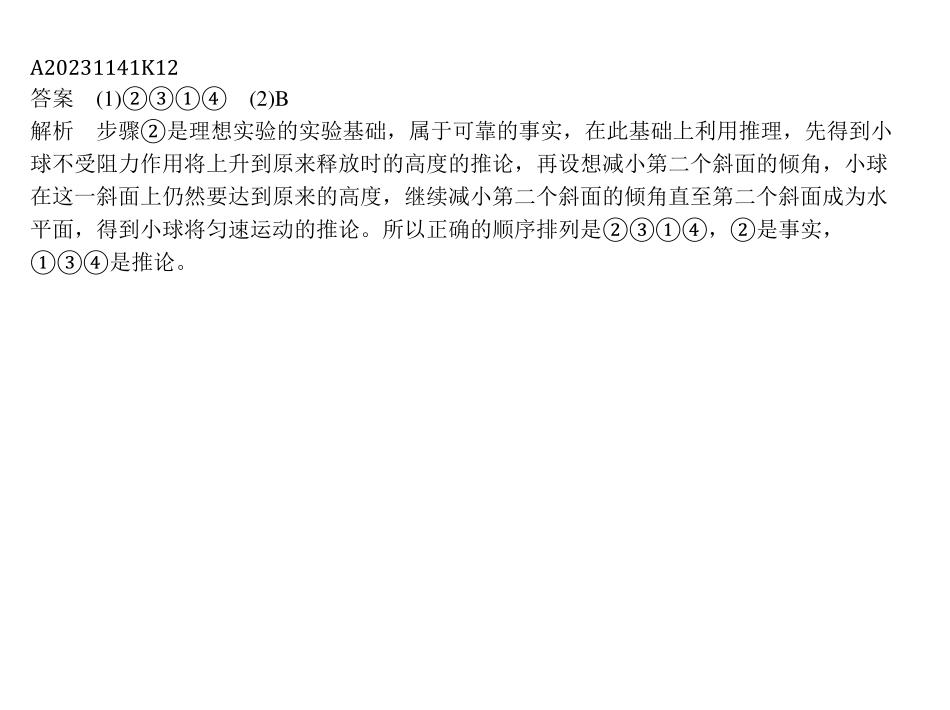 A20231141K12
答案　(1)②③①④　(2)B
解析　步骤②是理想实验的实验基础，属于可靠的事实，在此基础上利用推理，先得到小
球不受阻力作用将上升到原来释放时的高度的推论，再设想减小第二个斜面的倾角，小球
在这一斜面上仍然要达到原来的高度，继续减小第二个斜面的倾角直至第二个斜面成为水
平面，得到小球将匀速运动的推论。所以正确的顺序排列是②③①④，②是事实，
①③④是推论。